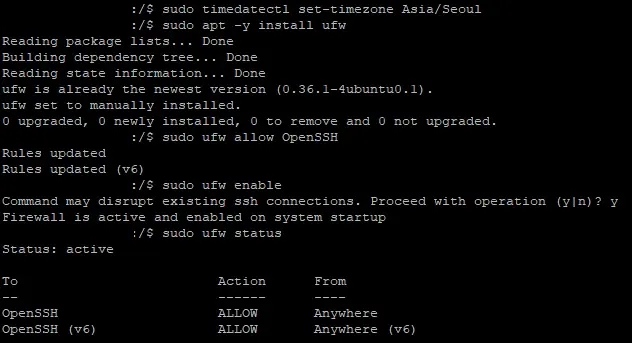 :/$ sudo timedatectl set-timezone Asia/Seoul
:/$ sudo apt -y install ufw
Reading package lists... Done
Building dependency tree... Done
Reading state information... Done
ufw is already the newest version (0.36.1-4ubuntu0.1).
ufw set to manually installed.
0 upgraded, 0 newly installed, 0 to remove and 0 not upgraded.
:/$ sudo ufw allow OpenSSH
Rules updated
Rules updated (v6)
:/$ sudo ufw enable
Command may disrupt existing ssh connections. Proceed with operation (y|n)? y
Firewall is active and enabled on system startup
:/$ sudo ufw status
Status: active
To Action From
-- ------ ----
OpenSSH ALLOW Anywhere
OpenSSH (v6) ALLOW Anywhere (v6)